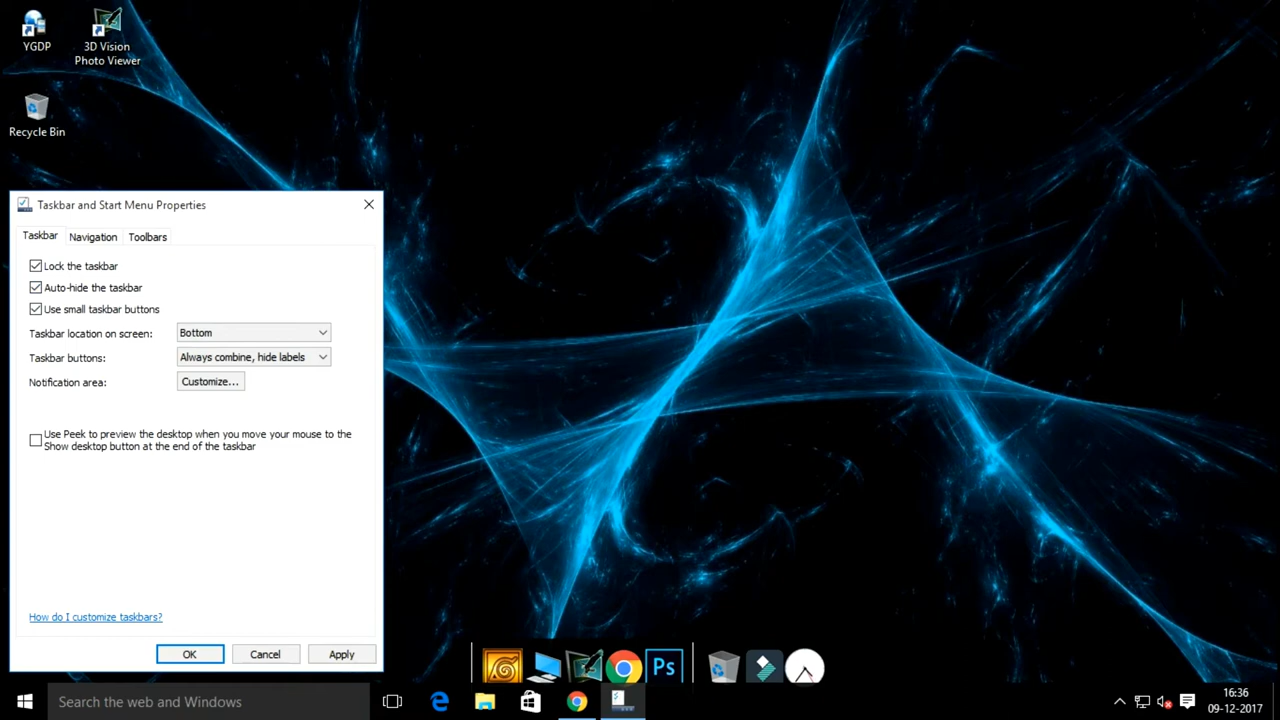 YGDP
3D Vision
Photo Viewer
Recycle Bin
Taskbar and Start Menu Properties
Taskbar
Navigation
Toolbars
Lock the taskbar
Auto-hide the taskbar
Use small taskbar buttons
Taskbar location on screen:
Bottom
Taskbar buttons:
Always combine, hide labels
Notification area:
Customize...
Use Peek to preview the desktop when you move your mouse to the
Show desktop button at the end of the taskbar
How do I customize taskbars?
OK
Cancel
Apply
Ps
Search the web and Windows
16:36
09-12-2017